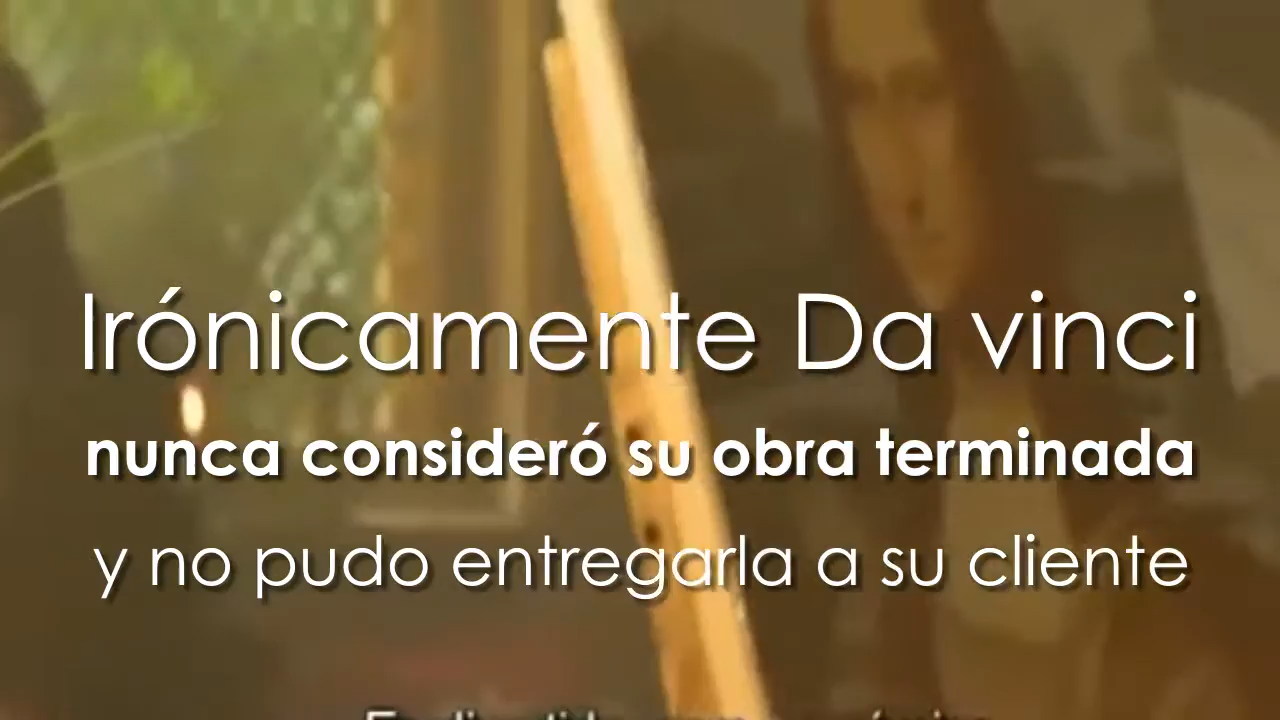 Irónicamente Da vinci
nunca consideró su obra terminada
y no pudo entregarla a su cliente